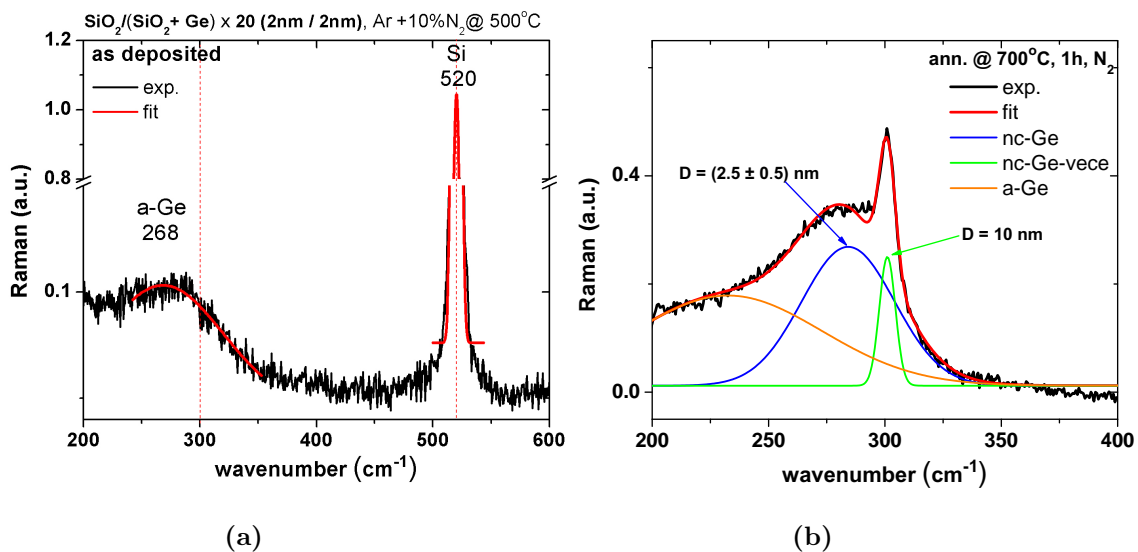 SiO₂/(SiO₂+ Ge) x 20 (2nm / 2nm), Ar +10%N₂@ 500°C
as deposited
exp.
fit
Si
520
a-Ge
268
1.2
1.0
0.8
0.1
Raman (a.u.)
200 300 400 500 600
wavenumber (cm⁻¹)
(a)
ann. @ 700°C, 1h, N₂
exp.
fit
nc-Ge
nc-Ge-vece
a-Ge
D = (2.5 ± 0.5) nm
D = 10 nm
0.4
0.0
Raman (a.u.)
200 250 300 350 400
wavenumber (cm⁻¹)
(b)